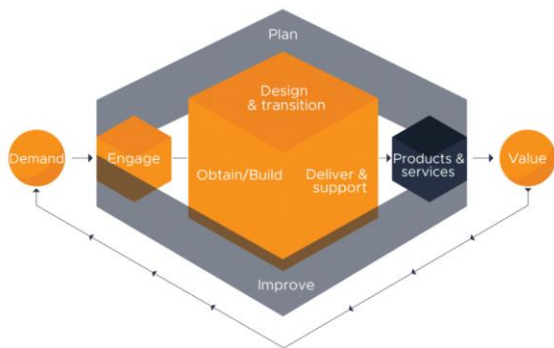 Plan
Design
& transition
Demand
Engage
Obtain/Build
Deliver &
support
Products &
services
Value
Improve